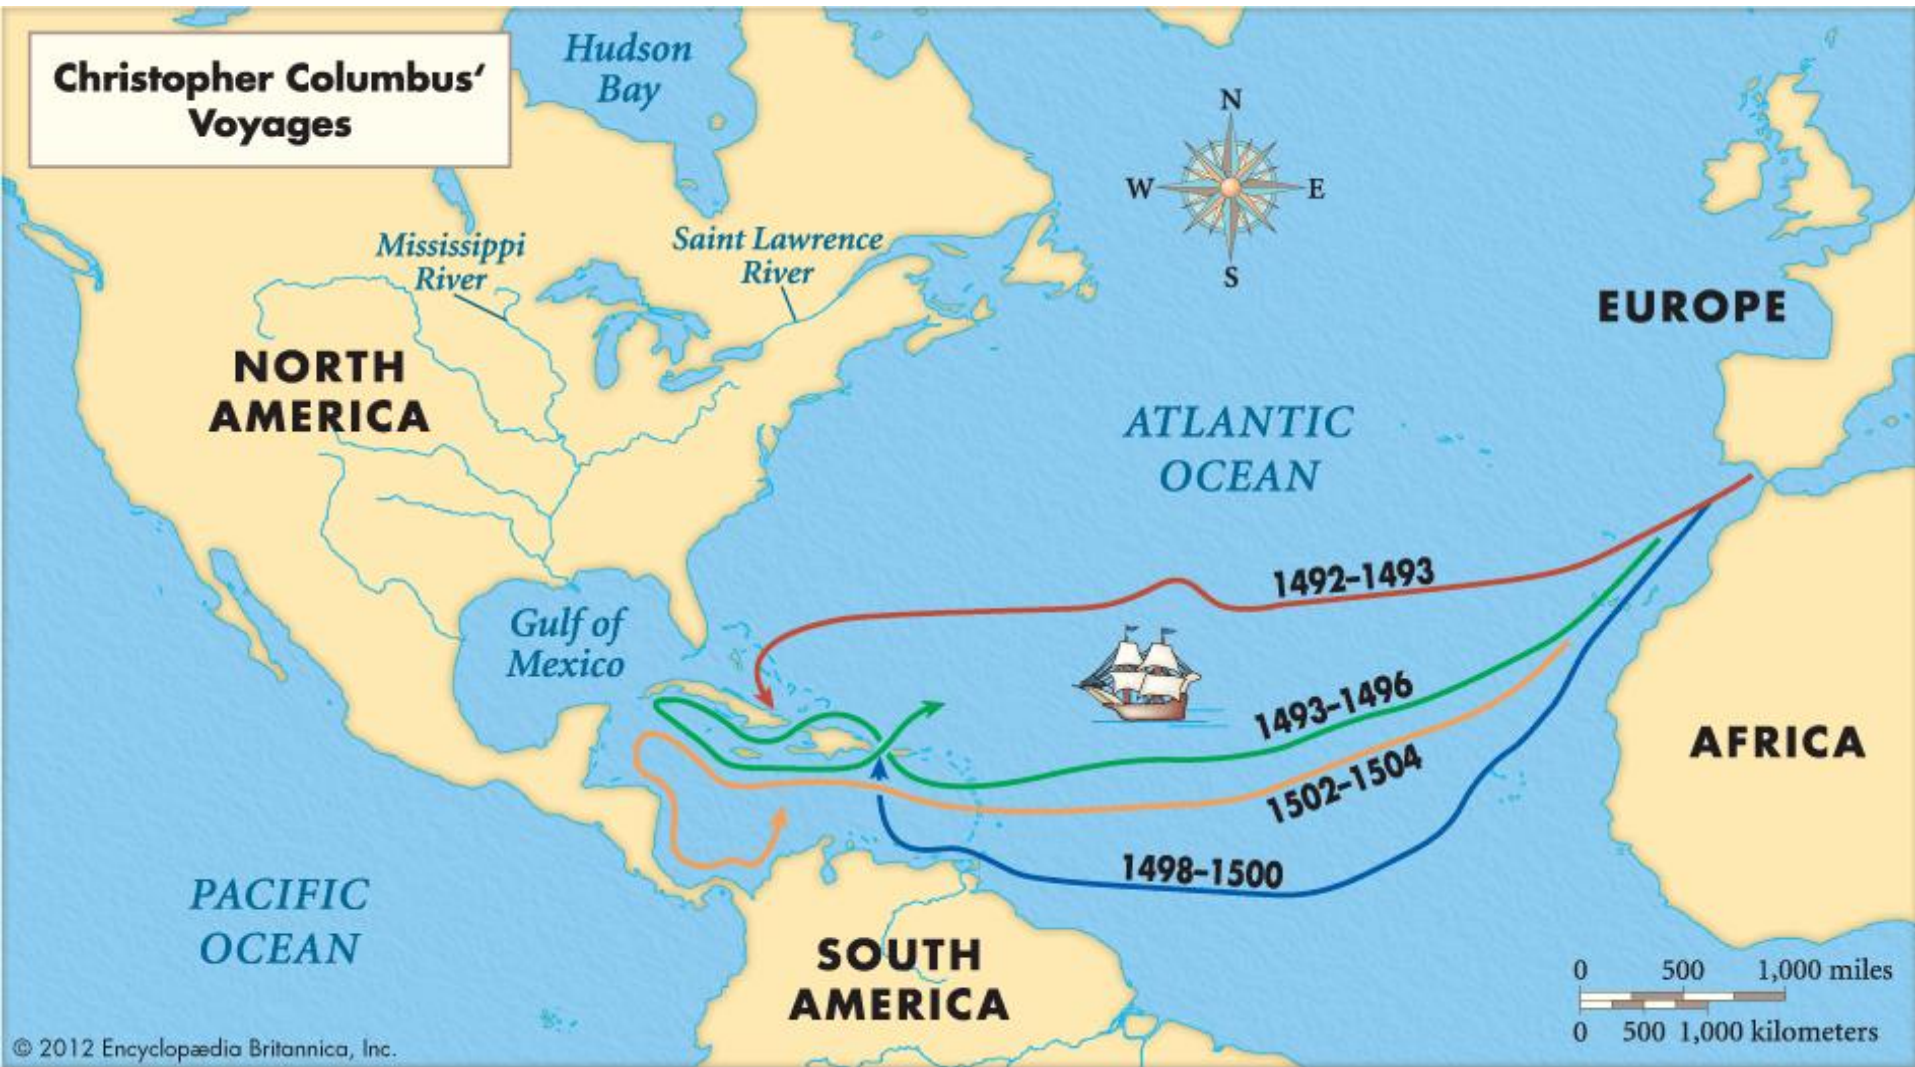 Christopher Columbus’
Voyages
Hudson
Bay
N
W
E
S
Mississippi
River
Saint Lawrence
River
EUROPE
NORTH
AMERICA
ATLANTIC
OCEAN
1492–1493
Gulf of
Mexico
1493–1496
AFRICA
1502–1504
1498–1500
PACIFIC
OCEAN
SOUTH
AMERICA
0 500 1,000 miles
0 500 1,000 kilometers
© 2012 Encyclopædia Britannica, Inc.